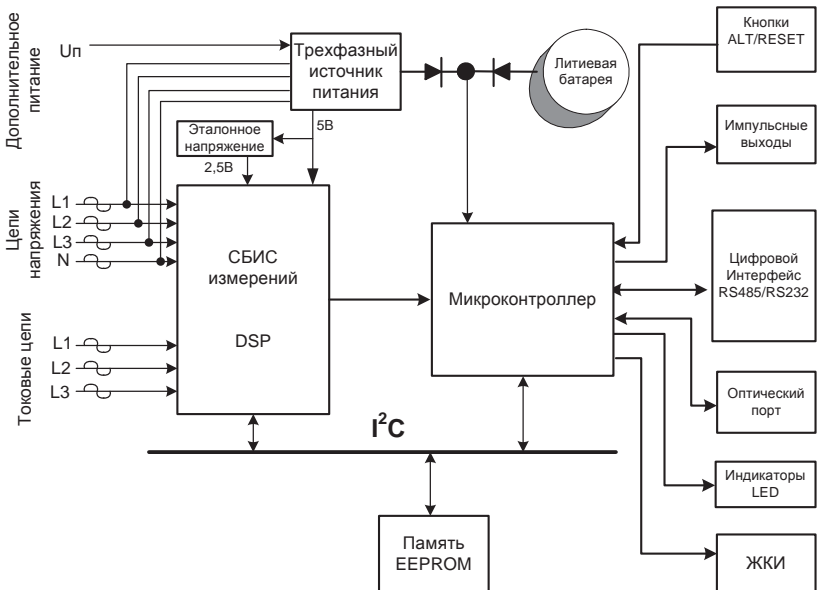 Дополнительное
питание
Uп
Трехфазный
источник
питания
Литиевая
батарея
Кнопки
ALT/RESET
Эталонное
напряжение
5В
2,5В
Импульсные
выходы
Цепи
напряжения
L1
L2
L3
N
СБИС
измерений
DSP
Микроконтроллер
Цифровой
Интерфейс
RS485/RS232
Токовые цепи
L1
L2
L3
Оптический
порт
I²C
Индикаторы
LED
Память
EEPROM
ЖКИ